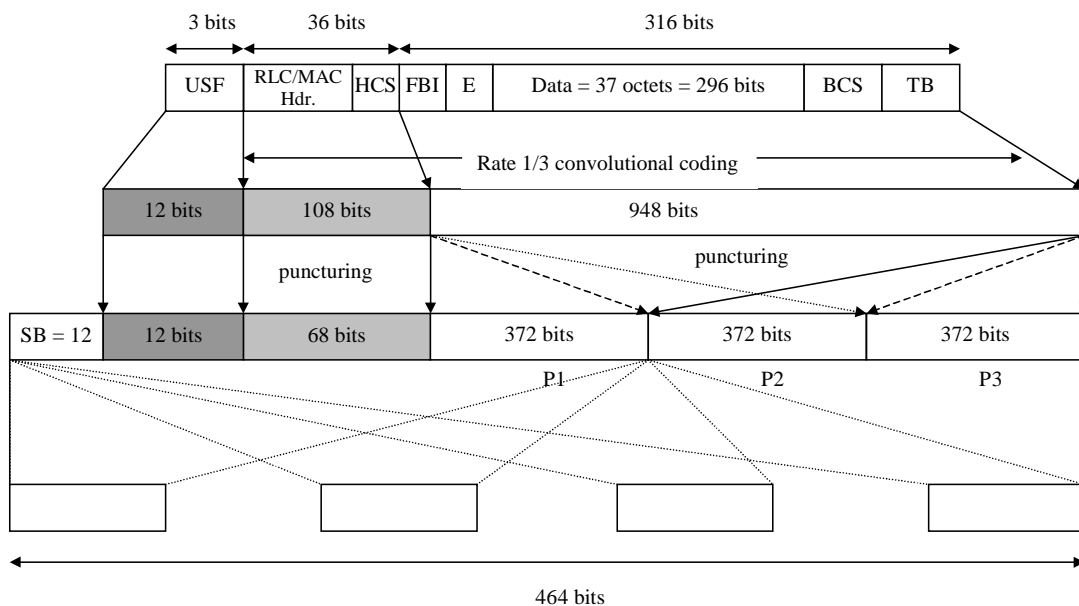 3 bits 36 bits 316 bits
USF RLC/MAC Hdr. HCS FBI E Data = 37 octets = 296 bits BCS TB
Rate 1/3 convolutional coding
12 bits 108 bits 948 bits
puncturing puncturing
SB = 12 12 bits 68 bits 372 bits 372 bits 372 bits
P1 P2 P3
464 bits